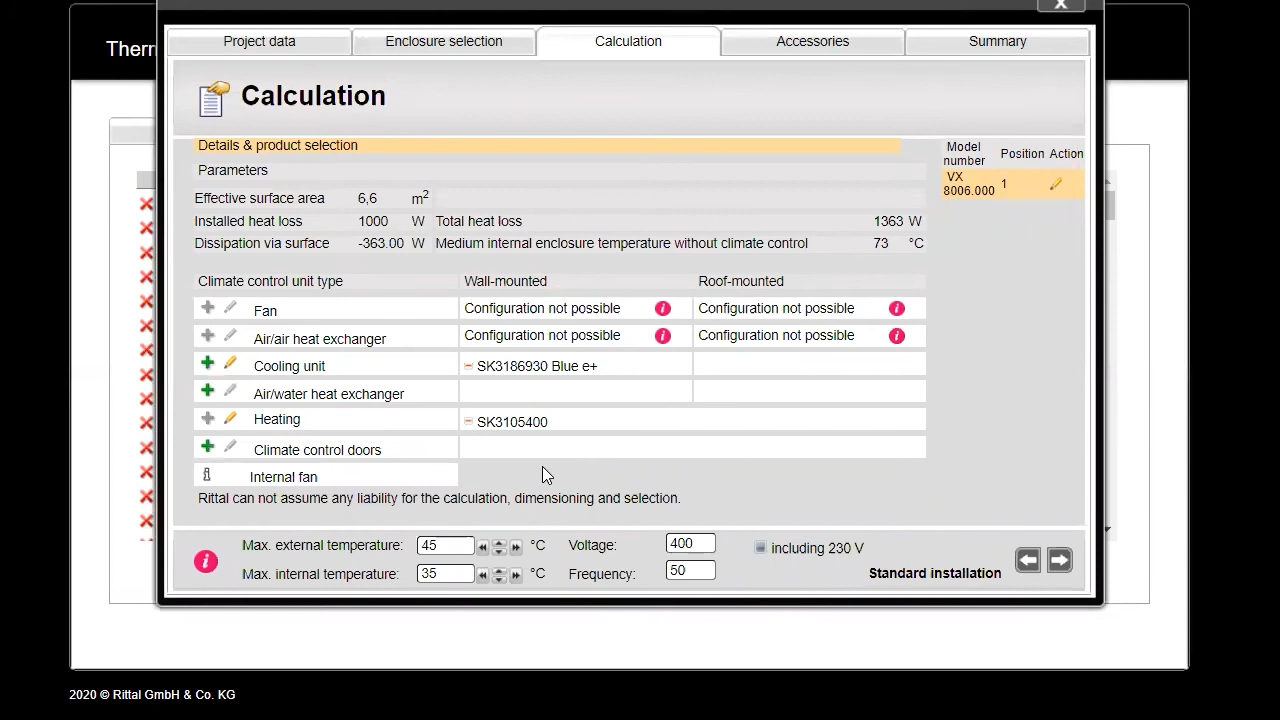 X
Therm
Project data
Enclosure selection
Calculation
Accessories
Summary
Calculation
Details & product selection
Parameters
Effective surface area 6,6 m2
Installed heat loss 1000 W Total heat loss 1363 W
Dissipation via surface -363.00 W Medium internal enclosure temperature without climate control 73 °C
Model number Position Action
VX 8006.000 1
Climate control unit type Wall-mounted Roof-mounted
Fan Configuration not possible i Configuration not possible i
Air/air heat exchanger Configuration not possible i Configuration not possible i
Cooling unit SK3186930 Blue e+
Air/water heat exchanger
Heating SK3105400
Climate control doors
Internal fan
Rittal can not assume any liability for the calculation, dimensioning and selection.
Max. external temperature: 45 °C Voltage: 400 including 230 V
Max. internal temperature: 35 °C Frequency: 50 Standard installation
2020 © Rittal GmbH & Co. KG